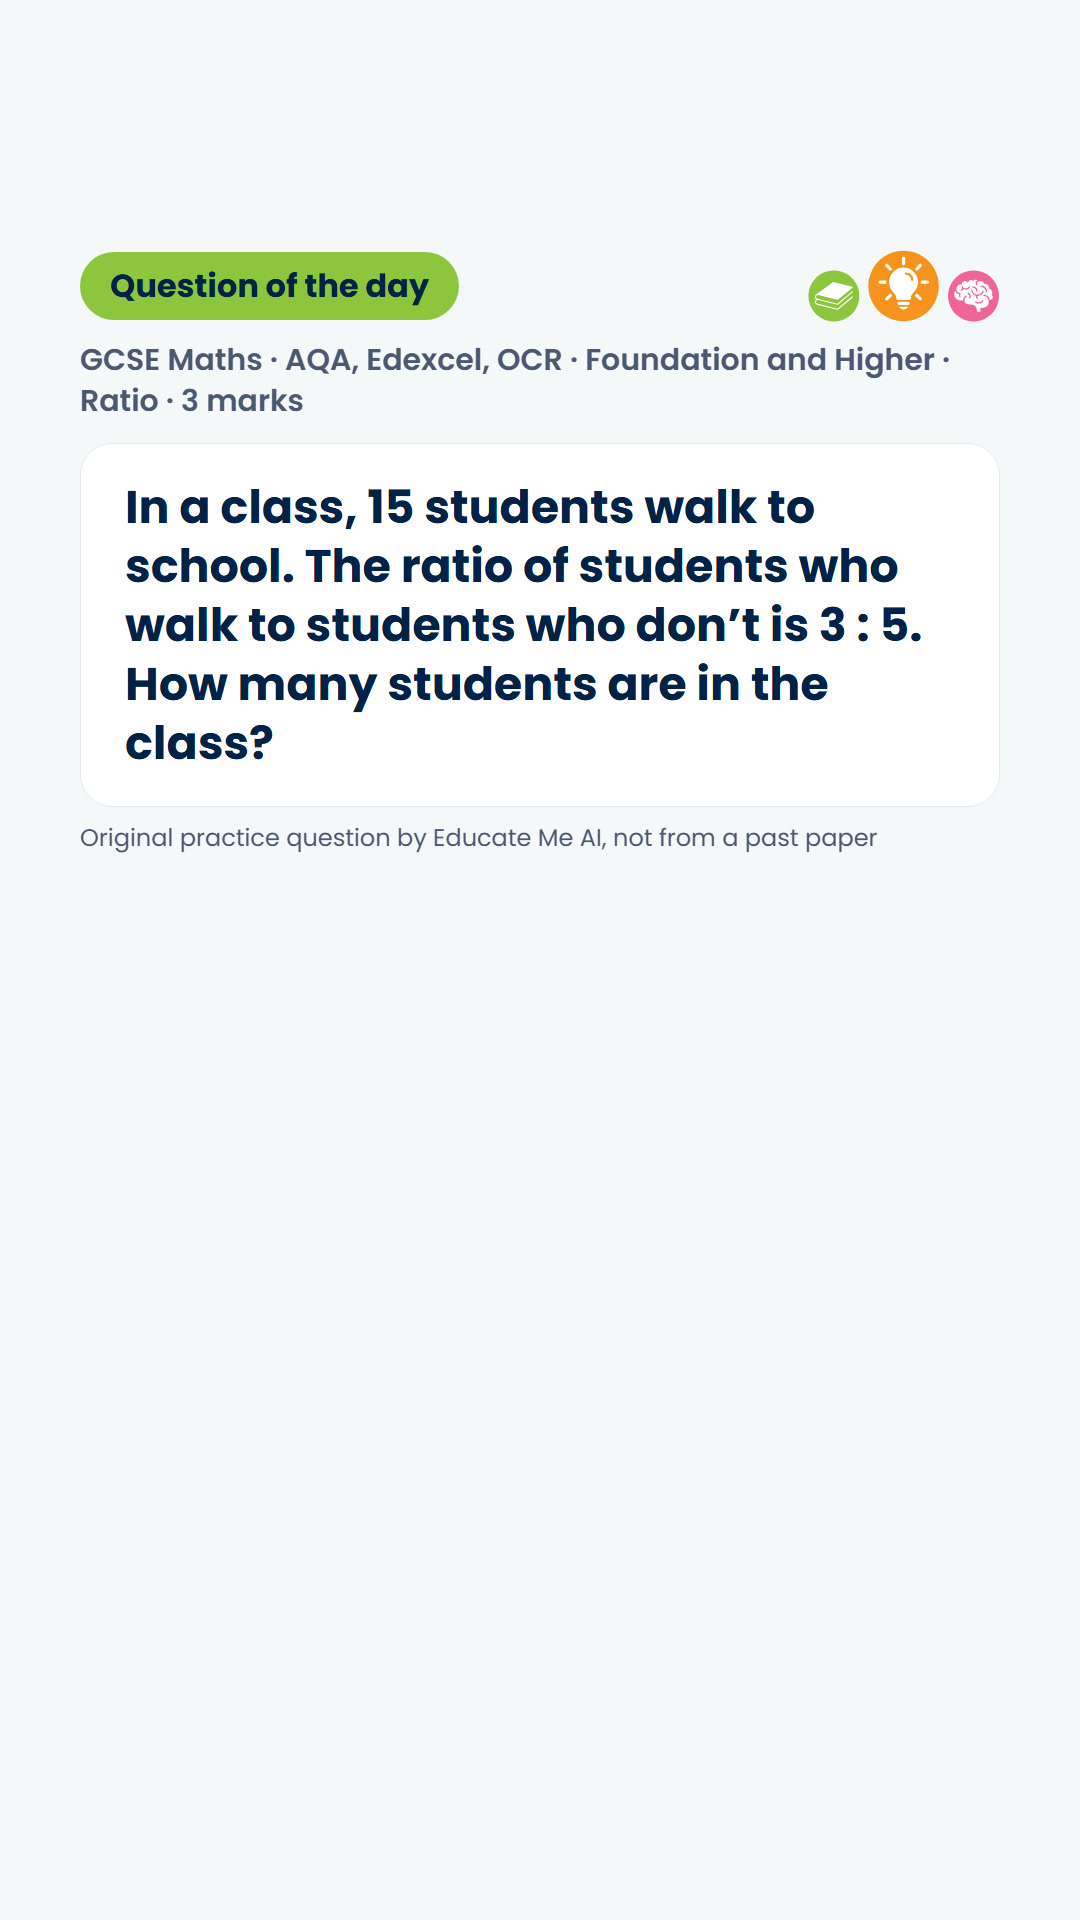 Question of the day
GCSE Maths · AQA, Edexcel, OCR · Foundation and Higher ·
Ratio · 3 marks
In a class, 15 students walk to
school. The ratio of students who
walk to students who don’t is 3 : 5.
How many students are in the
class?
Original practice question by Educate Me AI, not from a past paper